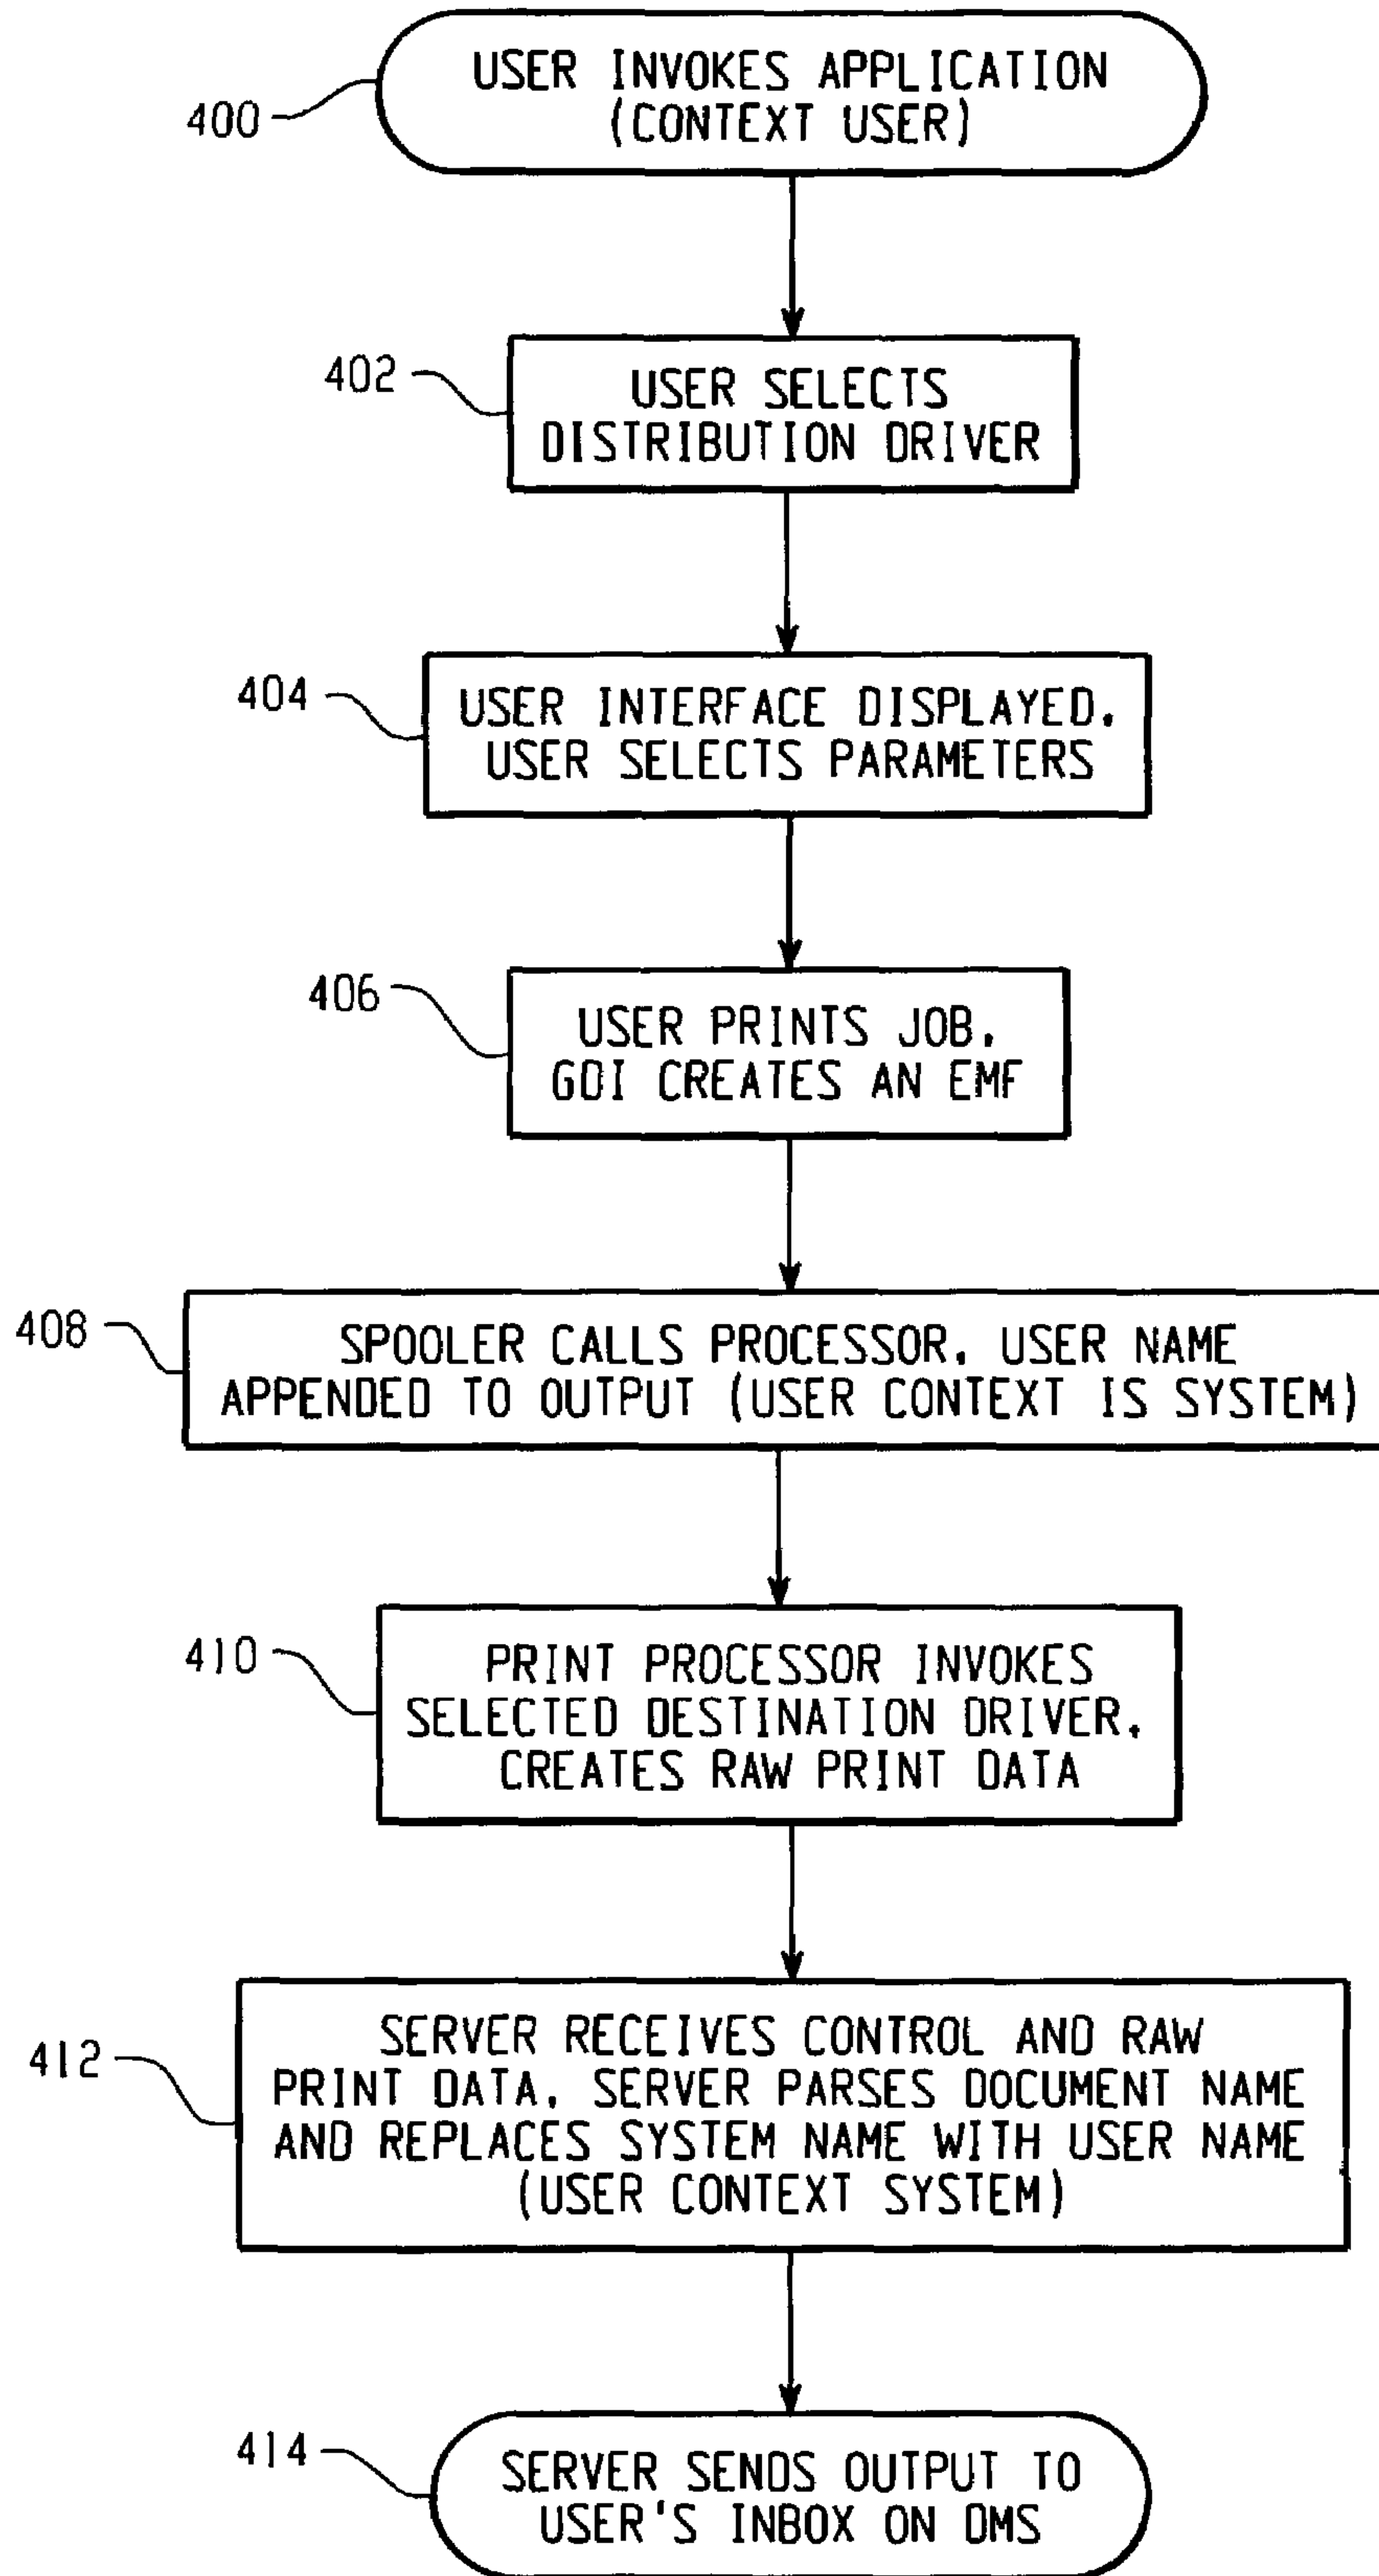 400
USER INVOKES APPLICATION
(CONTEXT USER)
402
USER SELECTS
DISTRIBUTION DRIVER
404
USER INTERFACE DISPLAYED.
USER SELECTS PARAMETERS
406
USER PRINTS JOB.
GDI CREATES AN EMF
408
SPOOLER CALLS PROCESSOR. USER NAME
APPENDED TO OUTPUT (USER CONTEXT IS SYSTEM)
410
PRINT PROCESSOR INVOKES
SELECTED DESTINATION DRIVER.
CREATES RAW PRINT DATA
412
SERVER RECEIVES CONTROL AND RAW
PRINT DATA. SERVER PARSES DOCUMENT NAME
AND REPLACES SYSTEM NAME WITH USER NAME
(USER CONTEXT SYSTEM)
414
SERVER SENDS OUTPUT TO
USER'S INBOX ON DMS